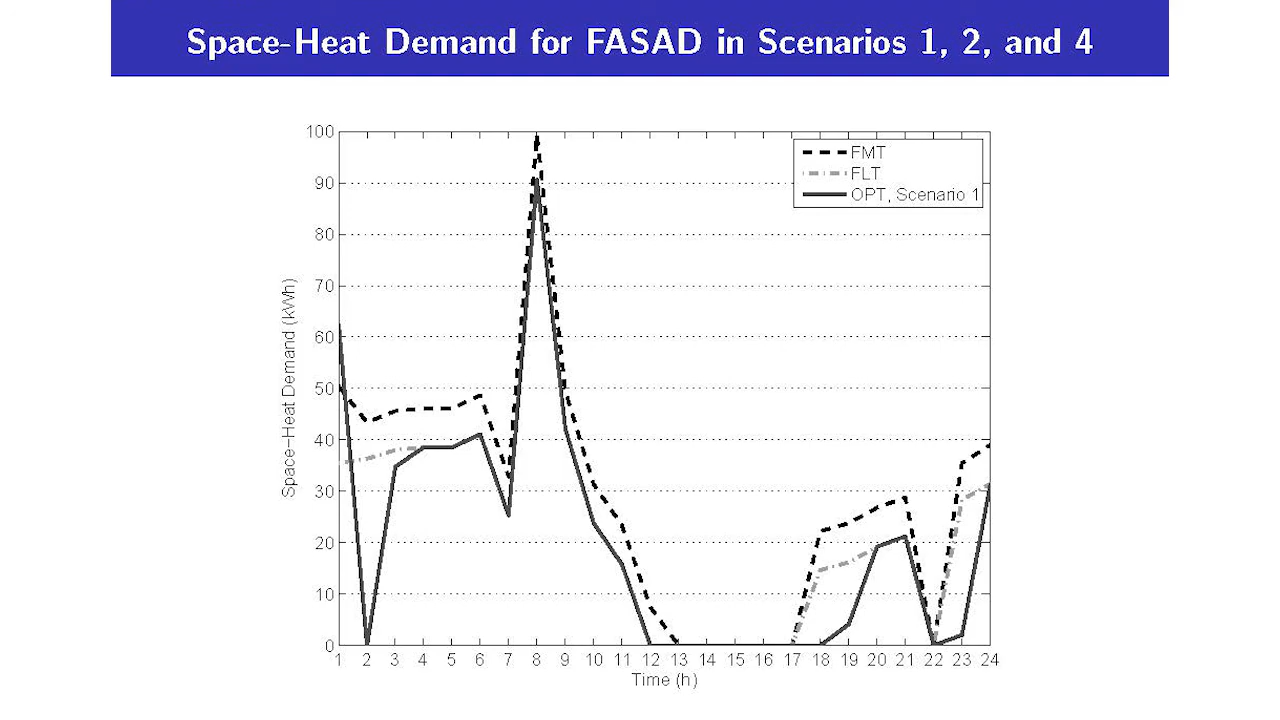 Space-Heat Demand for FASAD in Scenarios 1, 2, and 4
100
90
80
70
60
50
40
30
20
10
0
Space-Heat Demand (kWh)
FMT
FLT
OPT, Scenario 1
1 2 3 4 5 6 7 8 9 10 11 12 13 14 15 16 17 18 19 20 21 22 23 24
Time (h)